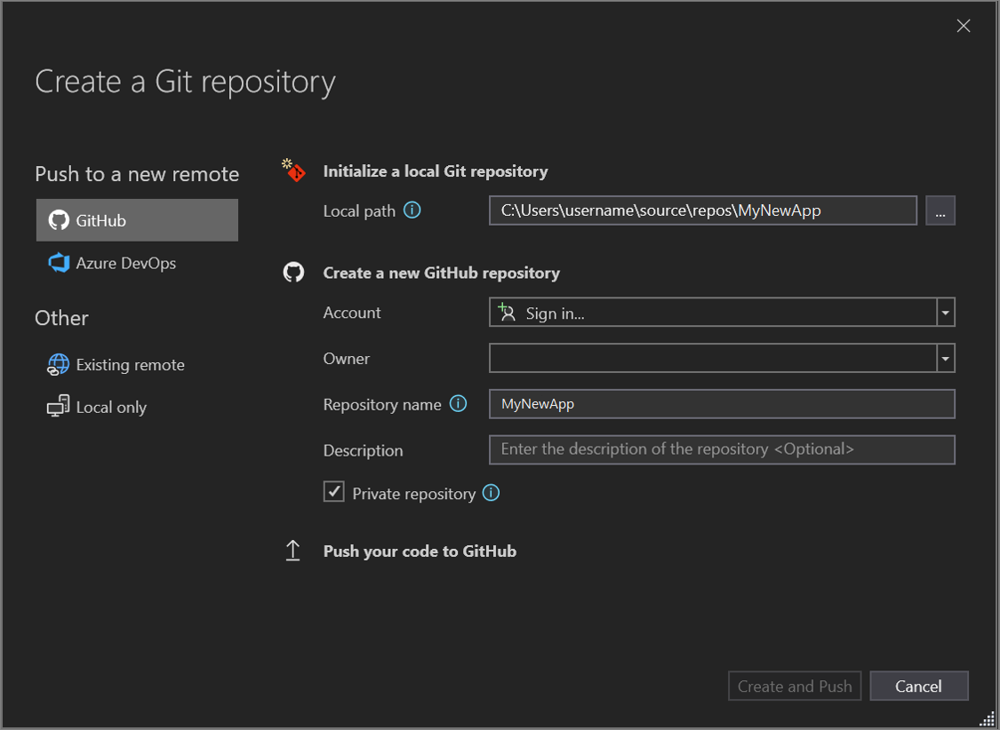 Create a Git repository
Push to a new remote
GitHub
Azure DevOps
Other
Existing remote
Local only
Initialize a local Git repository
Local path
C:\Users\username\source\repos\MyNewApp
...
Create a new GitHub repository
Account
Sign in...
Owner
Repository name
MyNewApp
Description
Enter the description of the repository <Optional>
Private repository
Push your code to GitHub
Create and Push
Cancel